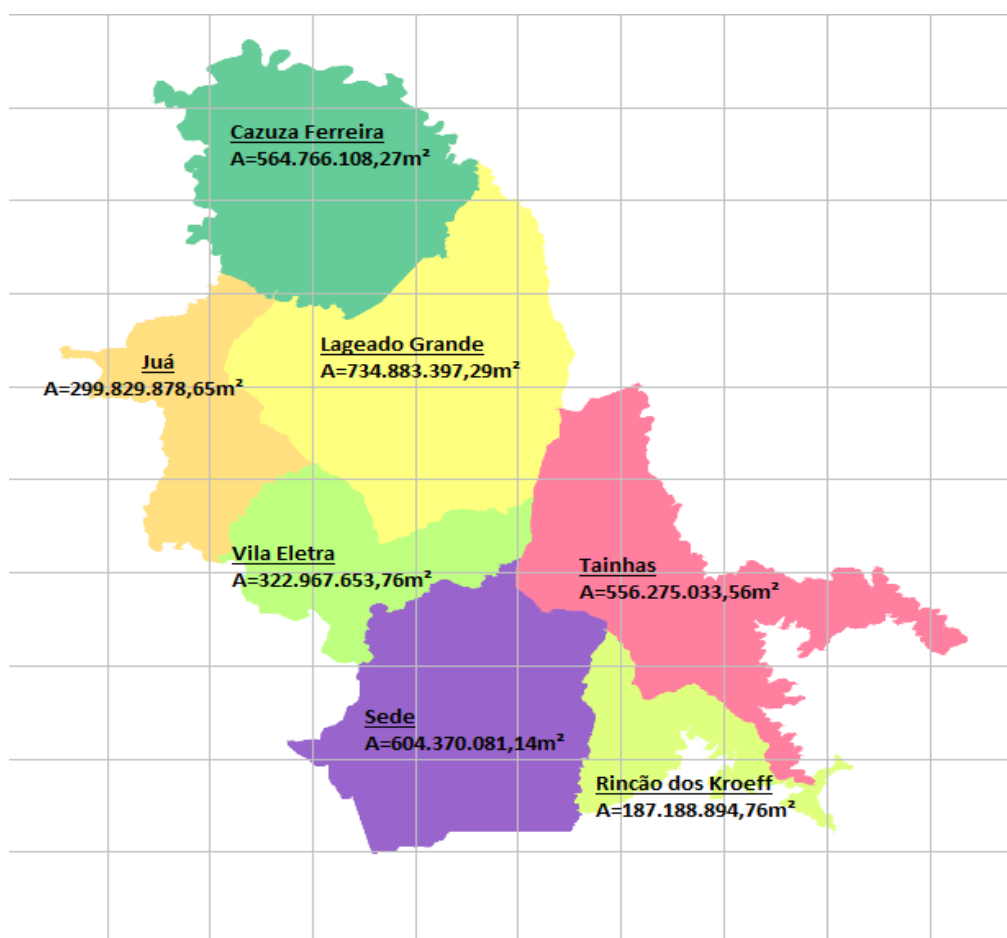 Cazuza Ferreira
A=564.766.108,27m²
Lageado Grande
A=734.883.397,29m²
Juá
A=299.829.878,65m²
Vila Eletra
A=322.967.653,76m²
Tainhas
A=556.275.033,56m²
Sede
A=604.370.081,14m²
Rincão dos Kroeff
A=187.188.894,76m²